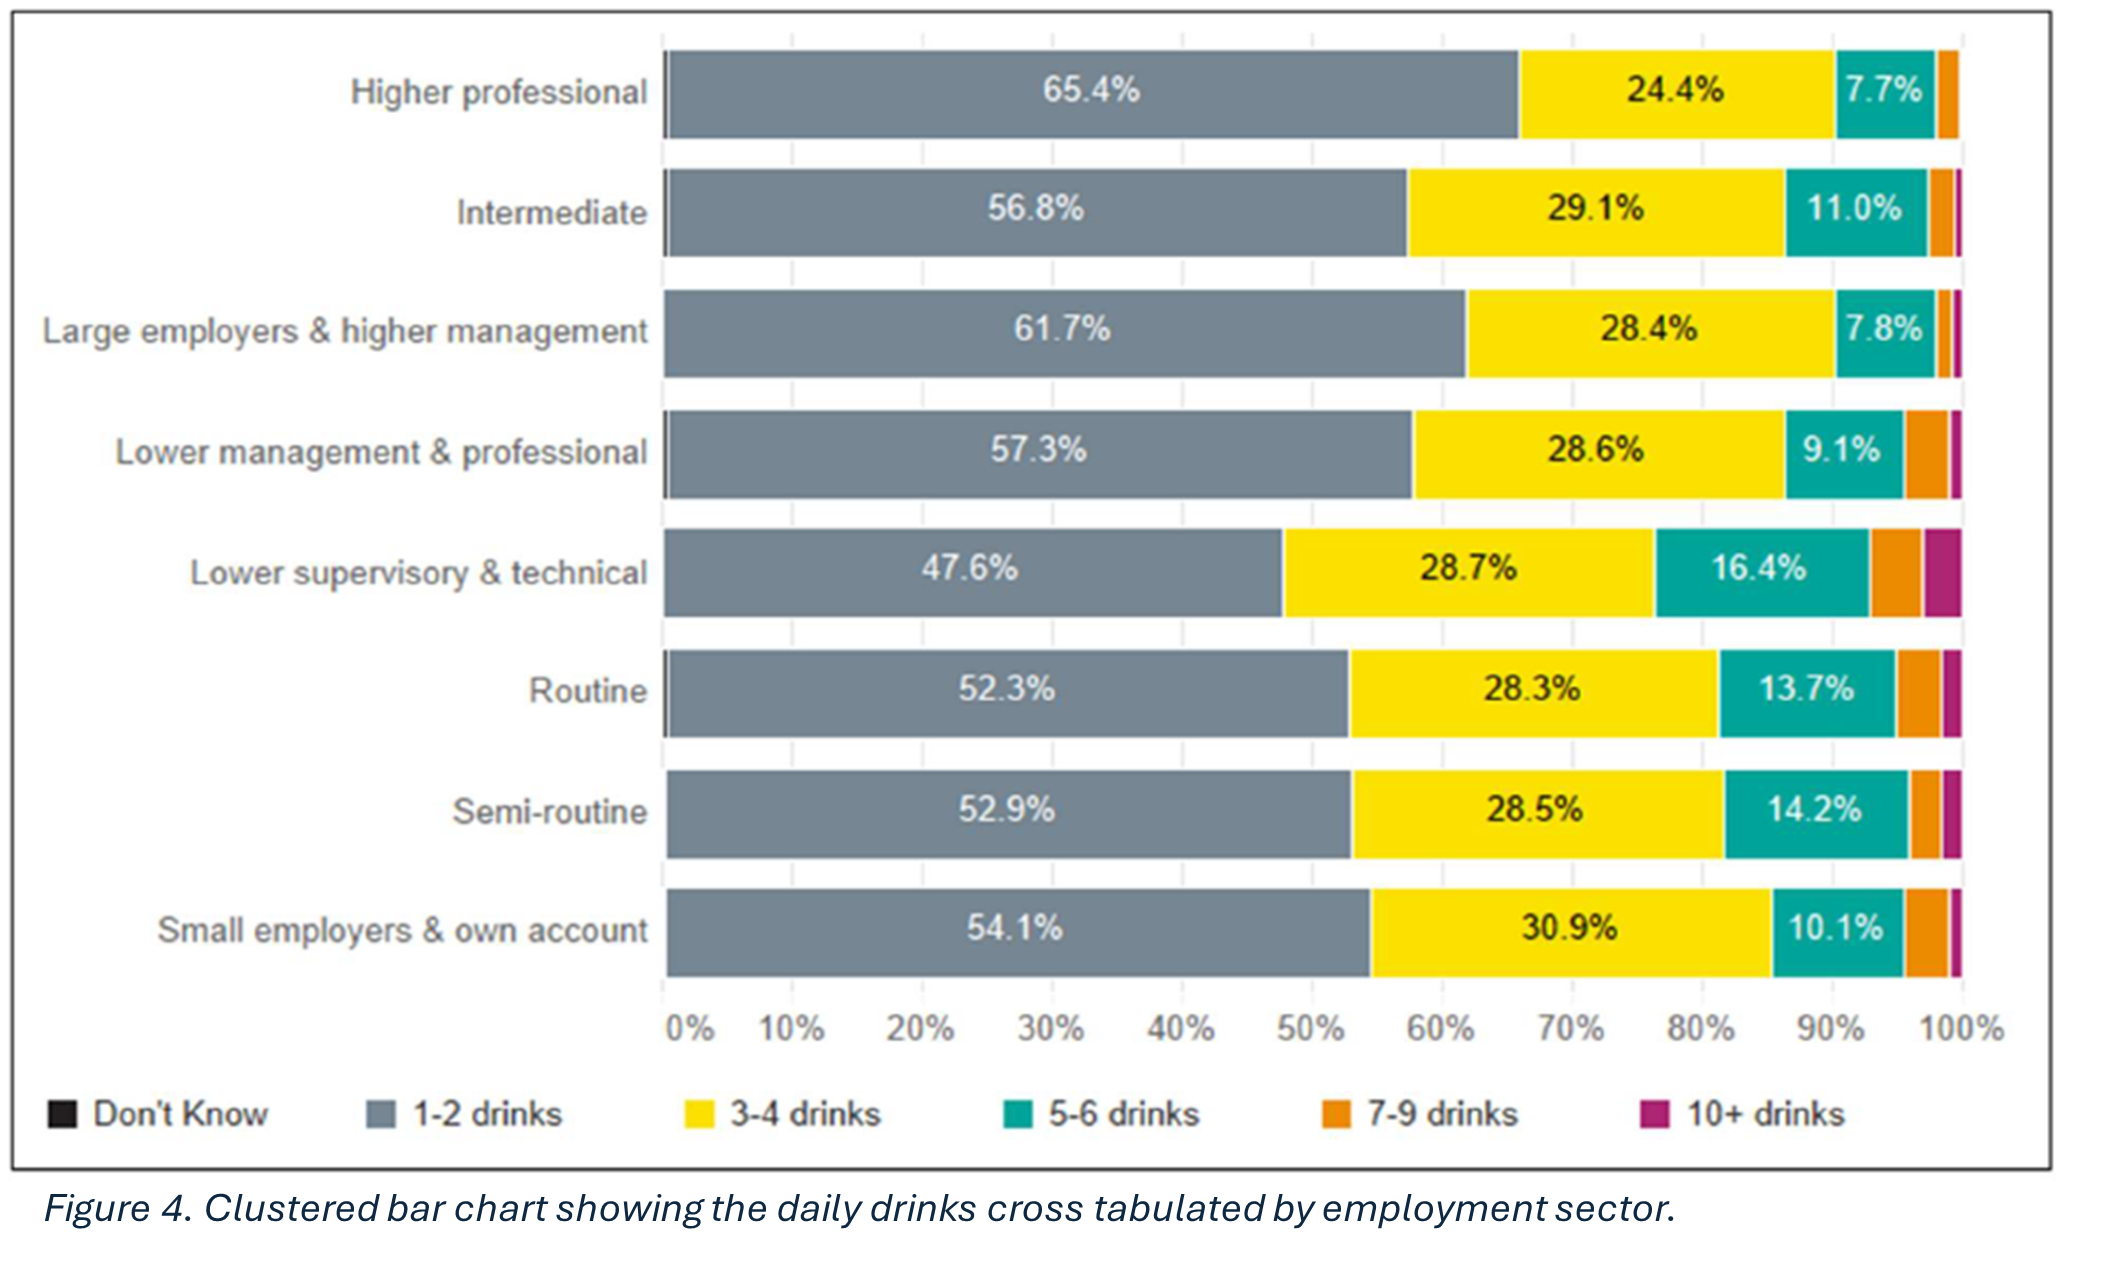 Higher professional 65.4% 24.4% 7.7%
Intermediate 56.8% 29.1% 11.0%
Large employers & higher management 61.7% 28.4% 7.8%
Lower management & professional 57.3% 28.6% 9.1%
Lower supervisory & technical 47.6% 28.7% 16.4%
Routine 52.3% 28.3% 13.7%
Semi-routine 52.9% 28.5% 14.2%
Small employers & own account 54.1% 30.9% 10.1%
0% 10% 20% 30% 40% 50% 60% 70% 80% 90% 100%
Don't Know 1-2 drinks 3-4 drinks 5-6 drinks 7-9 drinks 10+ drinks
Figure 4. Clustered bar chart showing the daily drinks cross tabulated by employment sector.